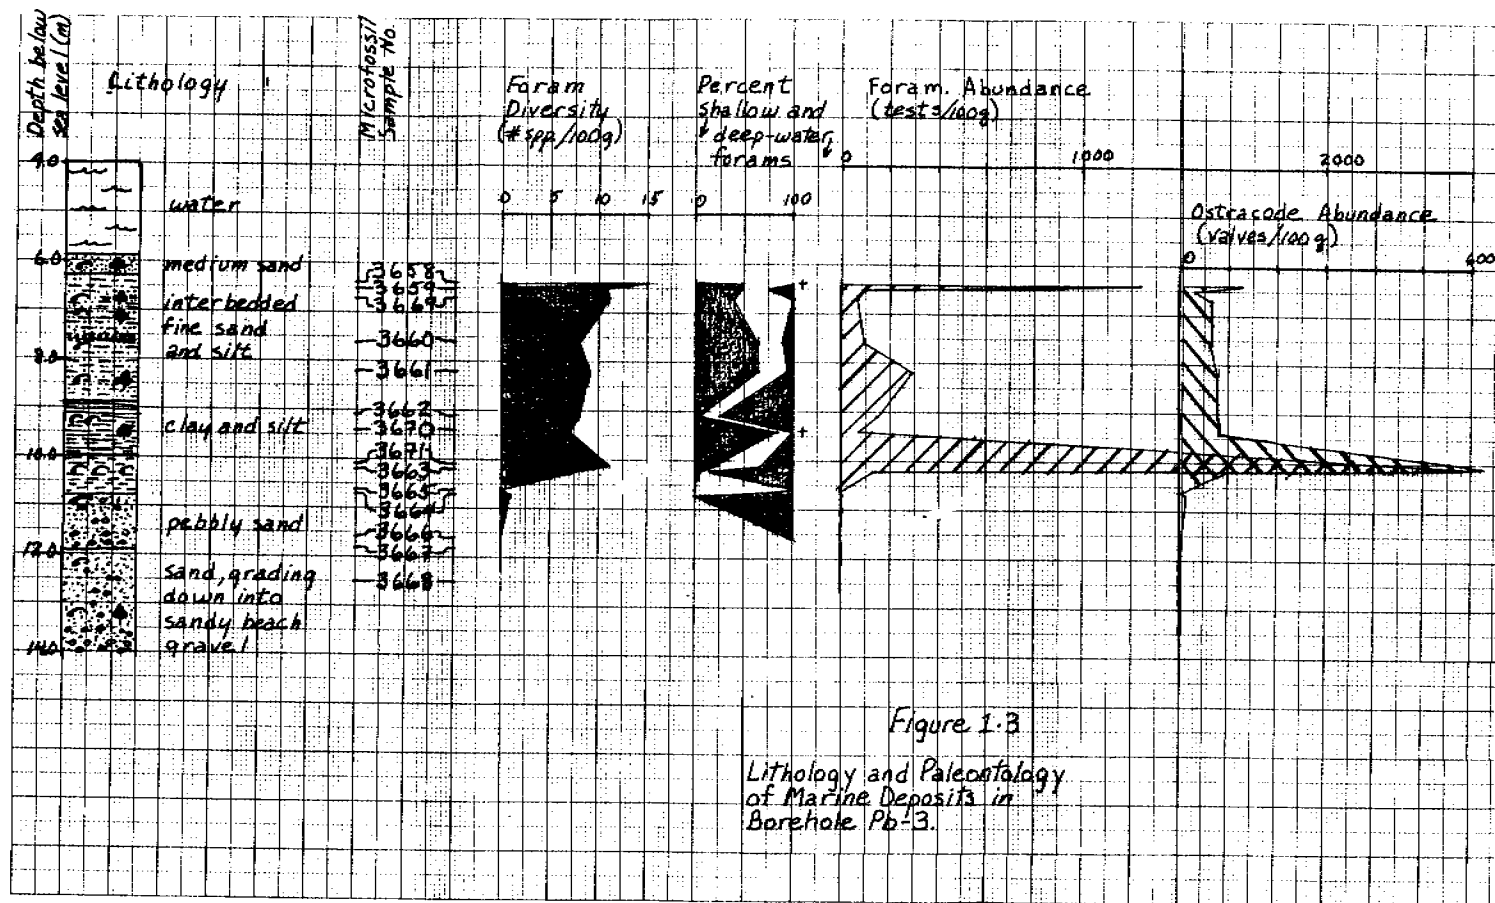 Depth below
sea level (m)
Lithology
Microfossil
Sample No.
Foram
Diversity
(# spp./100g)
Percent
shallow and
deep-water
forams
Foram. Abundance
(tests/100g)
0
1000
2000
Ostracode Abundance
(valves/100g)
0
600
0 5 10 15
0 100
4.0
6.0
8.0
10.0
12.0
14.0
water
medium sand
interbedded
fine sand
and silt
clay and silt
pebbly sand
sand, grading
down into
sandy beach
gravel
3658
3659
3669
3660
3661
3662
3670
3671
3663
3665
3664
3666
3667
3668
Figure 1.3
Lithology and Paleontology
of Marine Deposits in
Borehole Pb-3.